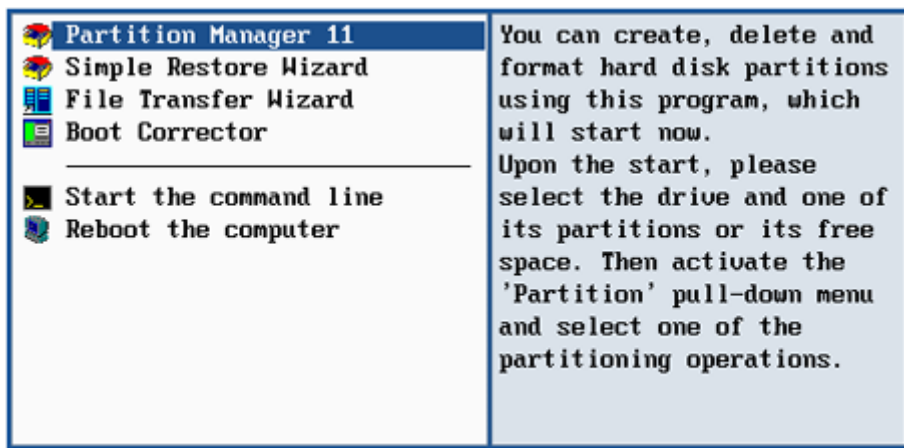 Partition Manager 11
Simple Restore Wizard
File Transfer Wizard
Boot Corrector
Start the command line
Reboot the computer
You can create, delete and
format hard disk partitions
using this program, which
will start now.
Upon the start, please
select the drive and one of
its partitions or its free
space. Then activate the
'Partition' pull-down menu
and select one of the
partitioning operations.